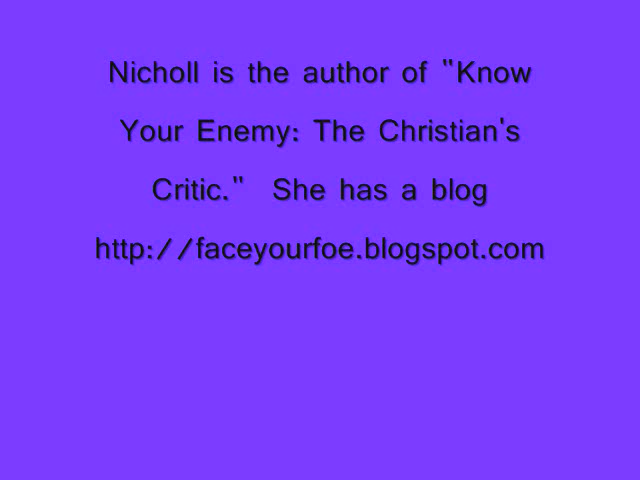 Nicholl is the author of "Know
Your Enemy: The Christian's
Critic."  She has a blog
http://faceyourfoe.blogspot.com